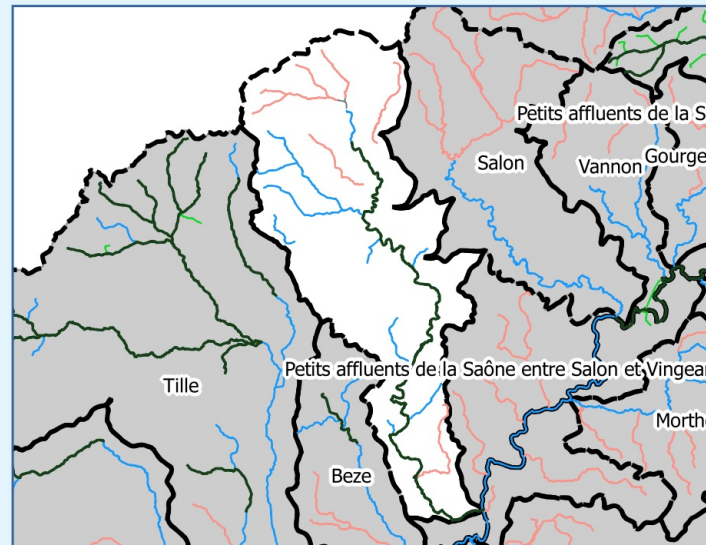 Petits affluents de la S
Salon
Vannon
Gourge
Petits affluents de la Saône entre Salon et Vingean
Tille
Morthe
Beze